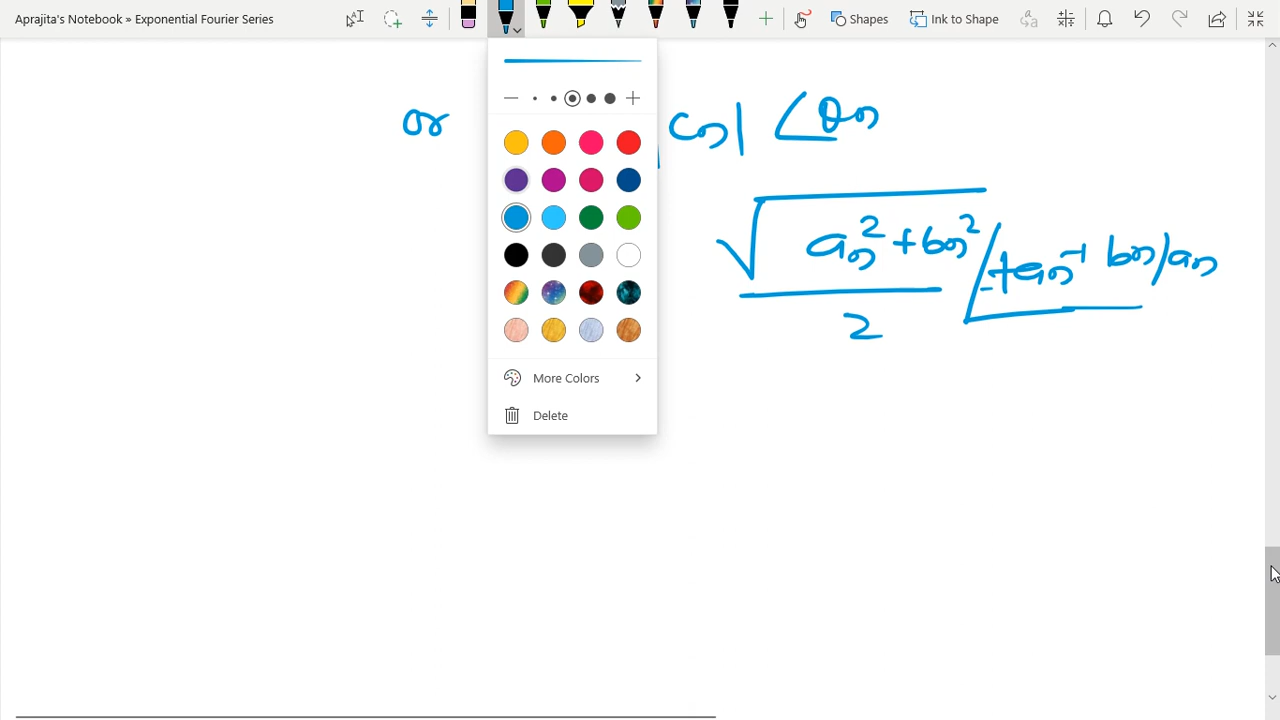 Aprajita's Notebook » Exponential Fourier Series
Shapes
Ink to Shape
or |cn| ∠θn
√an²+bn² / 2 ∠-tan⁻¹ bn/an
More Colors
Delete